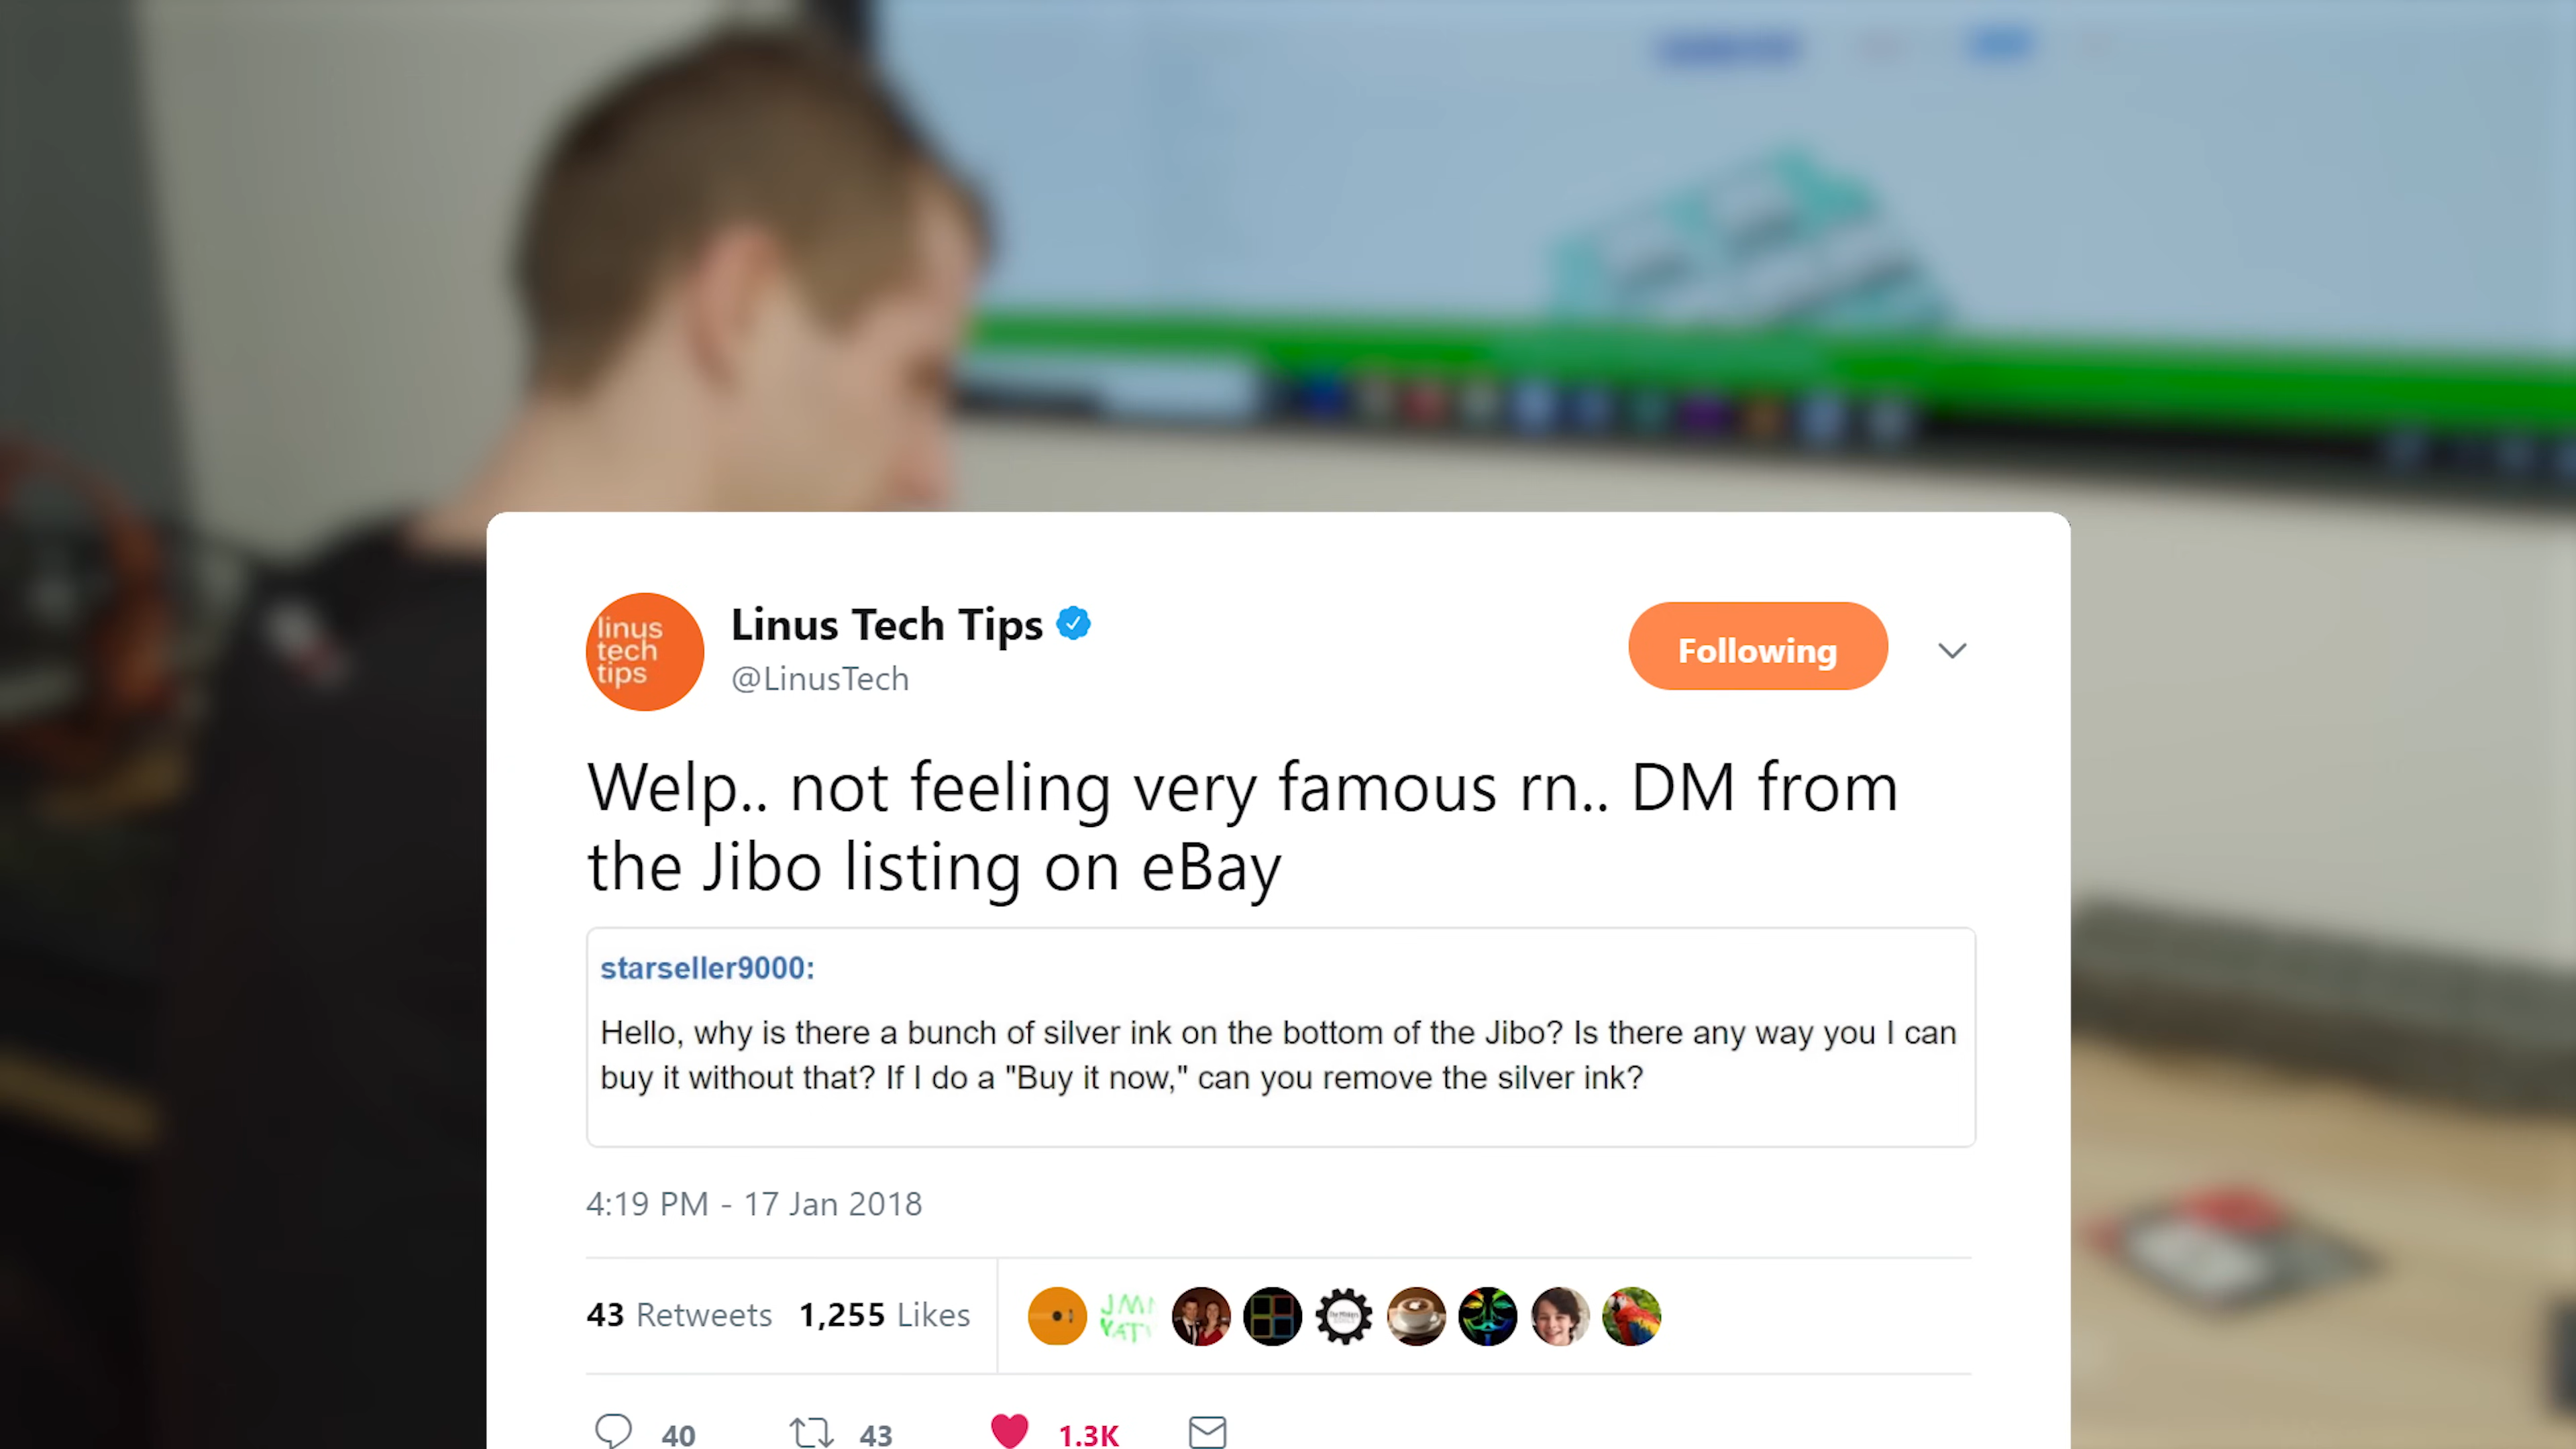 linus
tech
tips
Linus Tech Tips
@LinusTech
Following
Welp.. not feeling very famous rn.. DM from
the Jibo listing on eBay
starseller9000:
Hello, why is there a bunch of silver ink on the bottom of the Jibo? Is there any way you I can
buy it without that? If I do a "Buy it now," can you remove the silver ink?
4:19 PM - 17 Jan 2018
43 Retweets 1,255 Likes
40 43 1.3K